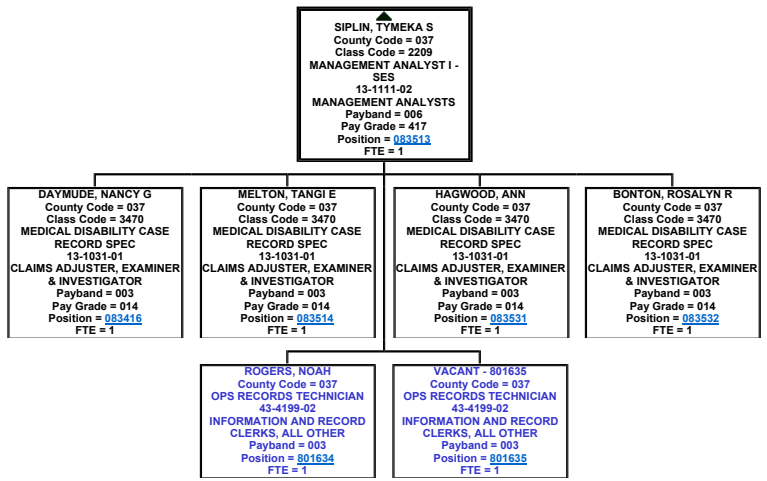 SIPLIN, TYMEKA S
County Code = 037
Class Code = 2209
MANAGEMENT ANALYST I -
SES
13-1111-02
MANAGEMENT ANALYSTS
Payband = 006
Pay Grade = 417
Position = 083513
FTE = 1
DAYMUDE, NANCY G
County Code = 037
Class Code = 3470
MEDICAL DISABILITY CASE
RECORD SPEC
13-1031-01
CLAIMS ADJUSTER, EXAMINER
& INVESTIGATOR
Payband = 003
Pay Grade = 014
Position = 083416
FTE = 1
MELTON, TANGI E
County Code = 037
Class Code = 3470
MEDICAL DISABILITY CASE
RECORD SPEC
13-1031-01
CLAIMS ADJUSTER, EXAMINER
& INVESTIGATOR
Payband = 003
Pay Grade = 014
Position = 083514
FTE = 1
HAGWOOD, ANN
County Code = 037
Class Code = 3470
MEDICAL DISABILITY CASE
RECORD SPEC
13-1031-01
CLAIMS ADJUSTER, EXAMINER
& INVESTIGATOR
Payband = 003
Pay Grade = 014
Position = 083531
FTE = 1
BONTON, ROSALYN R
County Code = 037
Class Code = 3470
MEDICAL DISABILITY CASE
RECORD SPEC
13-1031-01
CLAIMS ADJUSTER, EXAMINER
& INVESTIGATOR
Payband = 003
Pay Grade = 014
Position = 083532
FTE = 1
ROGERS, NOAH
County Code = 037
OPS RECORDS TECHNICIAN
43-4199-02
INFORMATION AND RECORD
CLERKS, ALL OTHER
Payband = 003
Position = 801634
FTE = 1
VACANT - 801635
County Code = 037
OPS RECORDS TECHNICIAN
43-4199-02
INFORMATION AND RECORD
CLERKS, ALL OTHER
Payband = 003
Position = 801635
FTE = 1